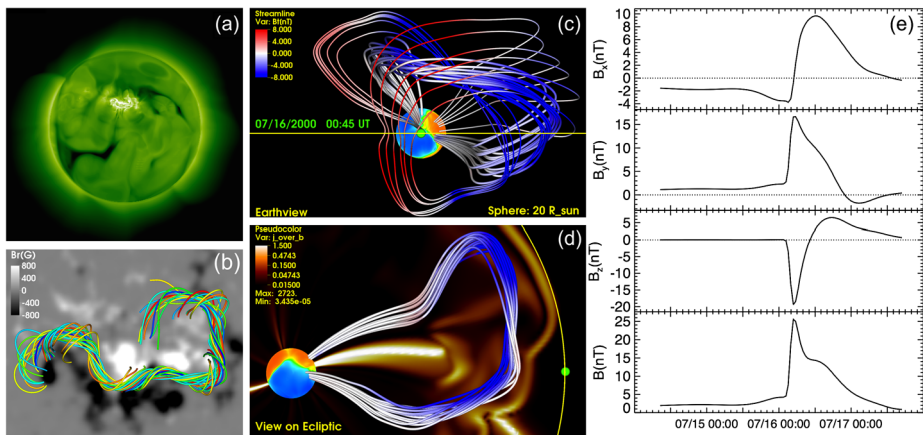 (a)
(b)
Br(G)
800
400
0
-400
-800
(c)
Streamline
Var: Bt(nT)
8.000
4.000
0.000
-4.000
-8.000
07/16/2000 00:45 UT
Earthview
Sphere: 20 R_sun
(d)
Pseudocolor
Var: j_over_b
1.500
0.4743
0.1500
0.04743
0.01500
Max: 2723.
Min: 3.435e-05
View on Ecliptic
(e)
Bx(nT)
10
8
6
4
2
0
-2
-4
By(nT)
15
10
5
0
Bz(nT)
5
0
-5
-10
-15
-20
B(nT)
25
20
15
10
5
0
07/15 00:00
07/16 00:00
07/17 00:00